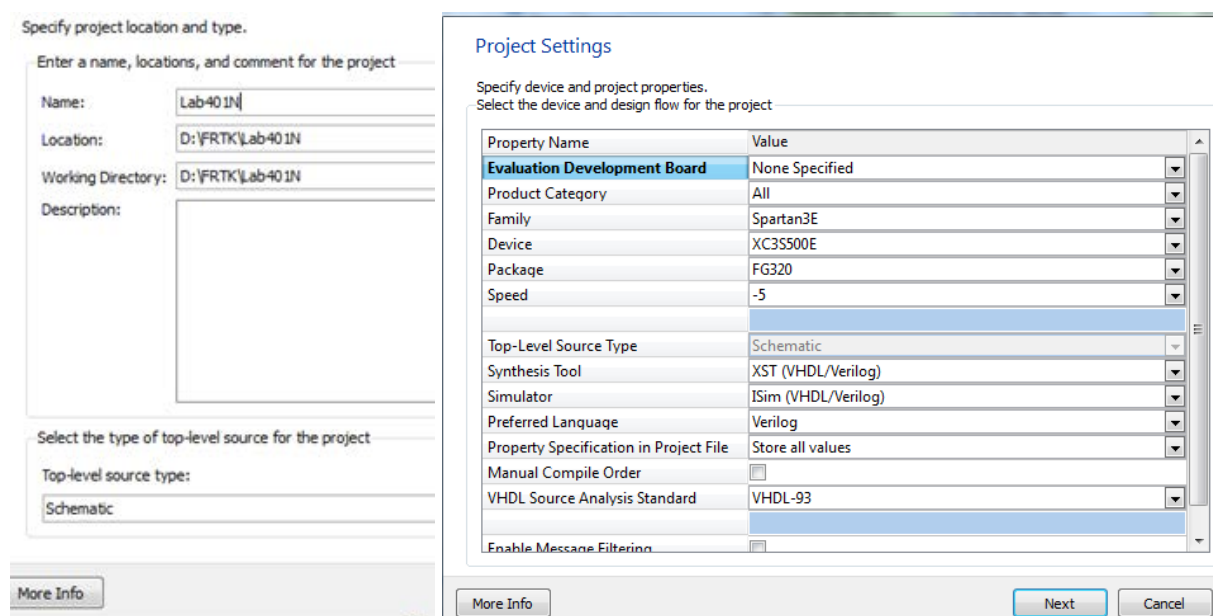 Specify project location and type.
Enter a name, locations, and comment for the project
Name: Lab401N
Location: D:\FRTK\Lab401N
Working Directory: D:\FRTK\Lab401N
Description:
Select the type of top-level source for the project
Top-level source type:
Schematic
More Info
Project Settings
Specify device and project properties.
Select the device and design flow for the project
Property Name Value
Evaluation Development Board None Specified
Product Category All
Family Spartan3E
Device XC3S500E
Package FG320
Speed -5
Top-Level Source Type Schematic
Synthesis Tool XST (VHDL/Verilog)
Simulator ISim (VHDL/Verilog)
Preferred Language Verilog
Property Specification in Project File Store all values
Manual Compile Order
VHDL Source Analysis Standard VHDL-93
Enable Message Filtering
More Info Next Cancel